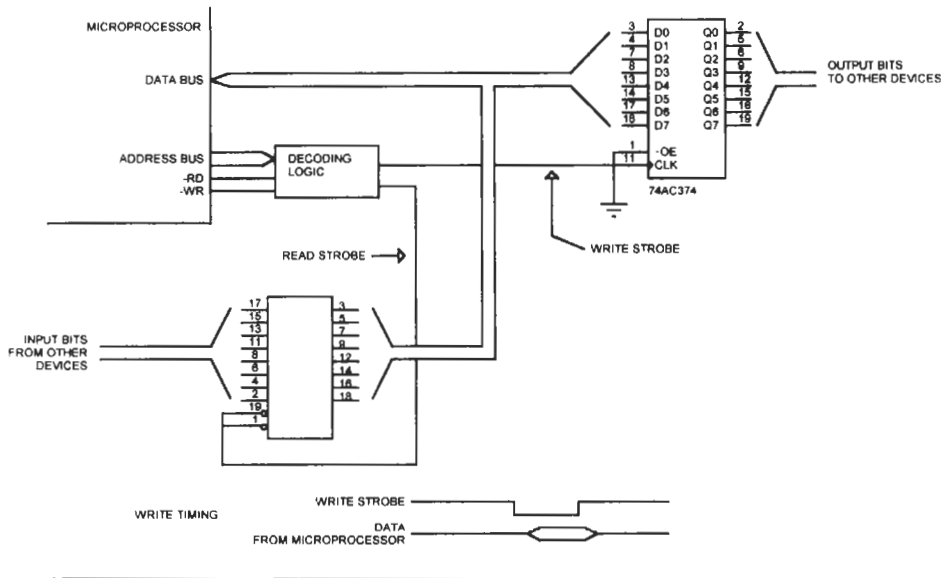 MICROPROCESSOR
DATA BUS
ADDRESS BUS
-RD
-WR
DECODING
LOGIC
3 D0 Q0 2
4 D1 Q1 5
7 D2 Q2 6
8 D3 Q3 9
13 D4 Q4 12
14 D5 Q5 15
17 D6 Q6 16
18 D7 Q7 19
1 -OE
11 CLK
74AC374
OUTPUT BITS
TO OTHER DEVICES
WRITE STROBE
READ STROBE
INPUT BITS
FROM OTHER
DEVICES
17 3
15 5
13 7
11 9
8 12
6 14
4 16
2 18
19
1
WRITE TIMING
WRITE STROBE
DATA
FROM MICROPROCESSOR